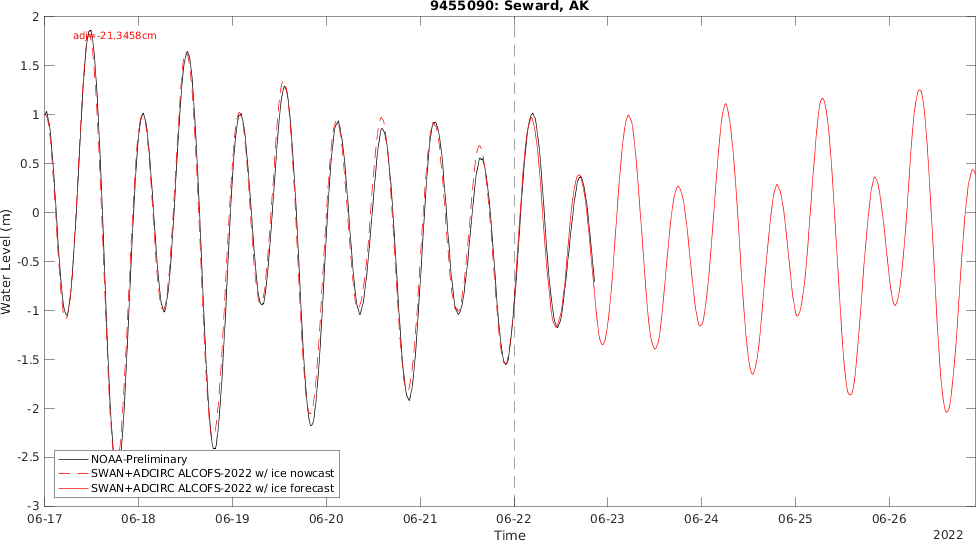 9455090: Seward, AK
adj=-21.3458cm
Water Level (m)
2
1.5
1
0.5
0
-0.5
-1
-1.5
-2
-2.5
-3
NOAA-Preliminary
SWAN+ADCIRC ALCOFS-2022 w/ ice nowcast
SWAN+ADCIRC ALCOFS-2022 w/ ice forecast
06-17 06-18 06-19 06-20 06-21 06-22 06-23 06-24 06-25 06-26
Time
2022